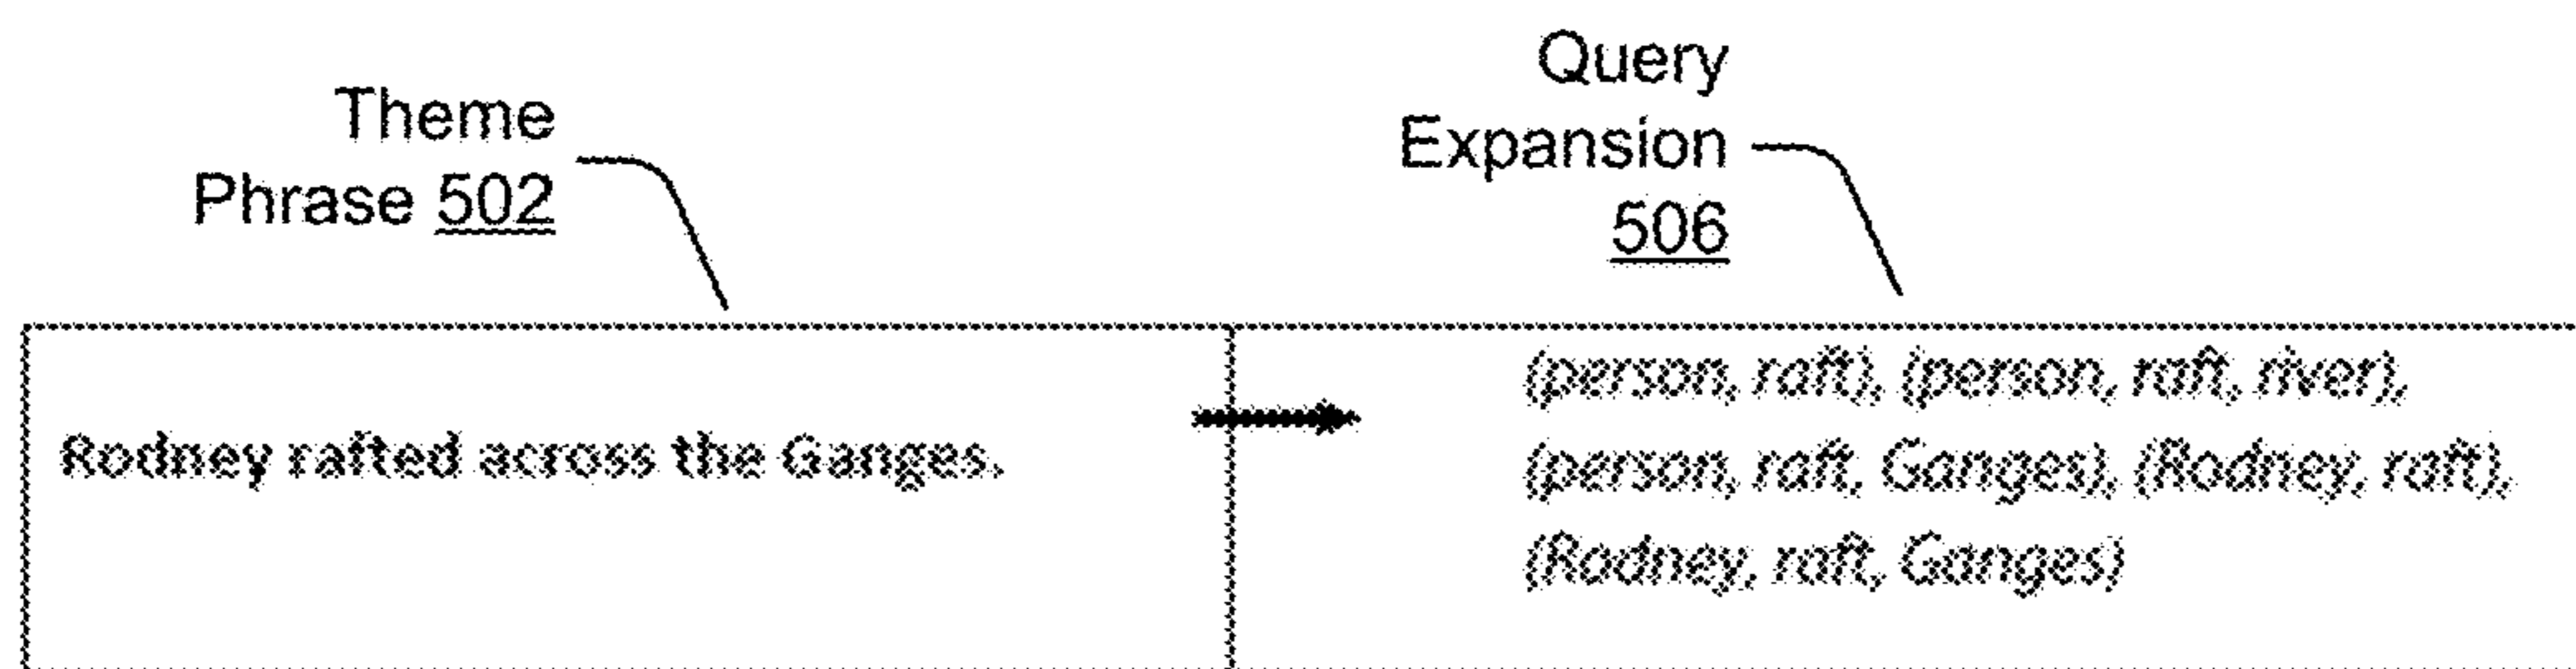 Theme
Phrase 502
Query
Expansion
506
Rodney rafted across the Ganges.
(person, raft), (person, raft, river),
(person, raft, Ganges), (Rodney, raft),
(Rodney, raft, Ganges)